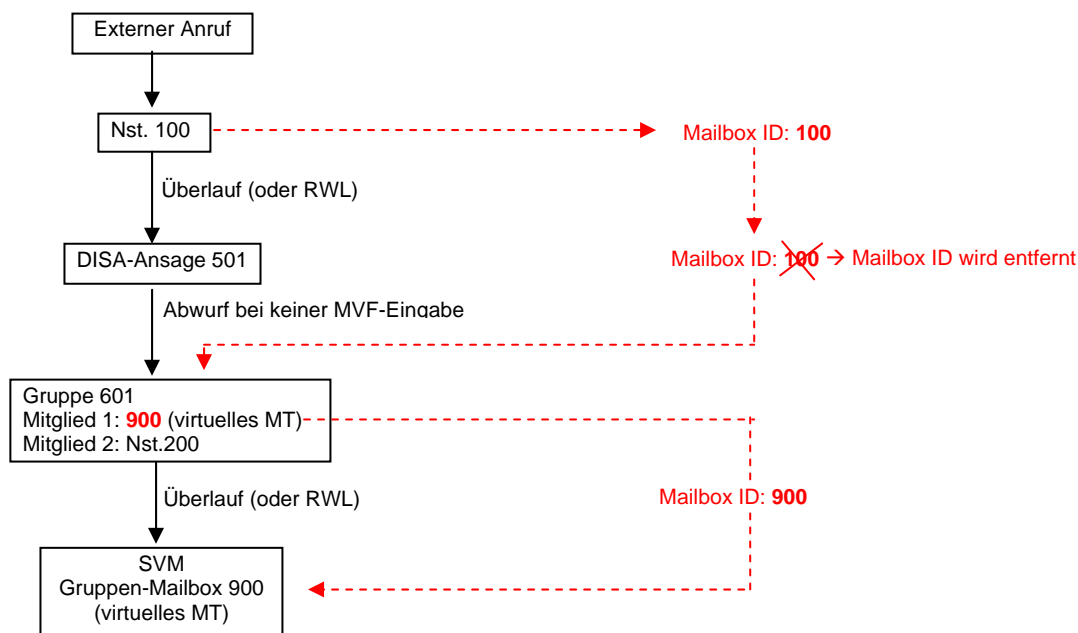 Externer Anruf
Nst. 100
Mailbox ID: 100
Überlauf (oder RWL)
DISA-Ansage 501
Mailbox ID: 100 → Mailbox ID wird entfernt
Abwurf bei keiner MVF-Eingabe
Gruppe 601
Mitglied 1: 900 (virtuelles MT)
Mitglied 2: Nst.200
Überlauf (oder RWL)
Mailbox ID: 900
SVM
Gruppen-Mailbox 900
(virtuelles MT)